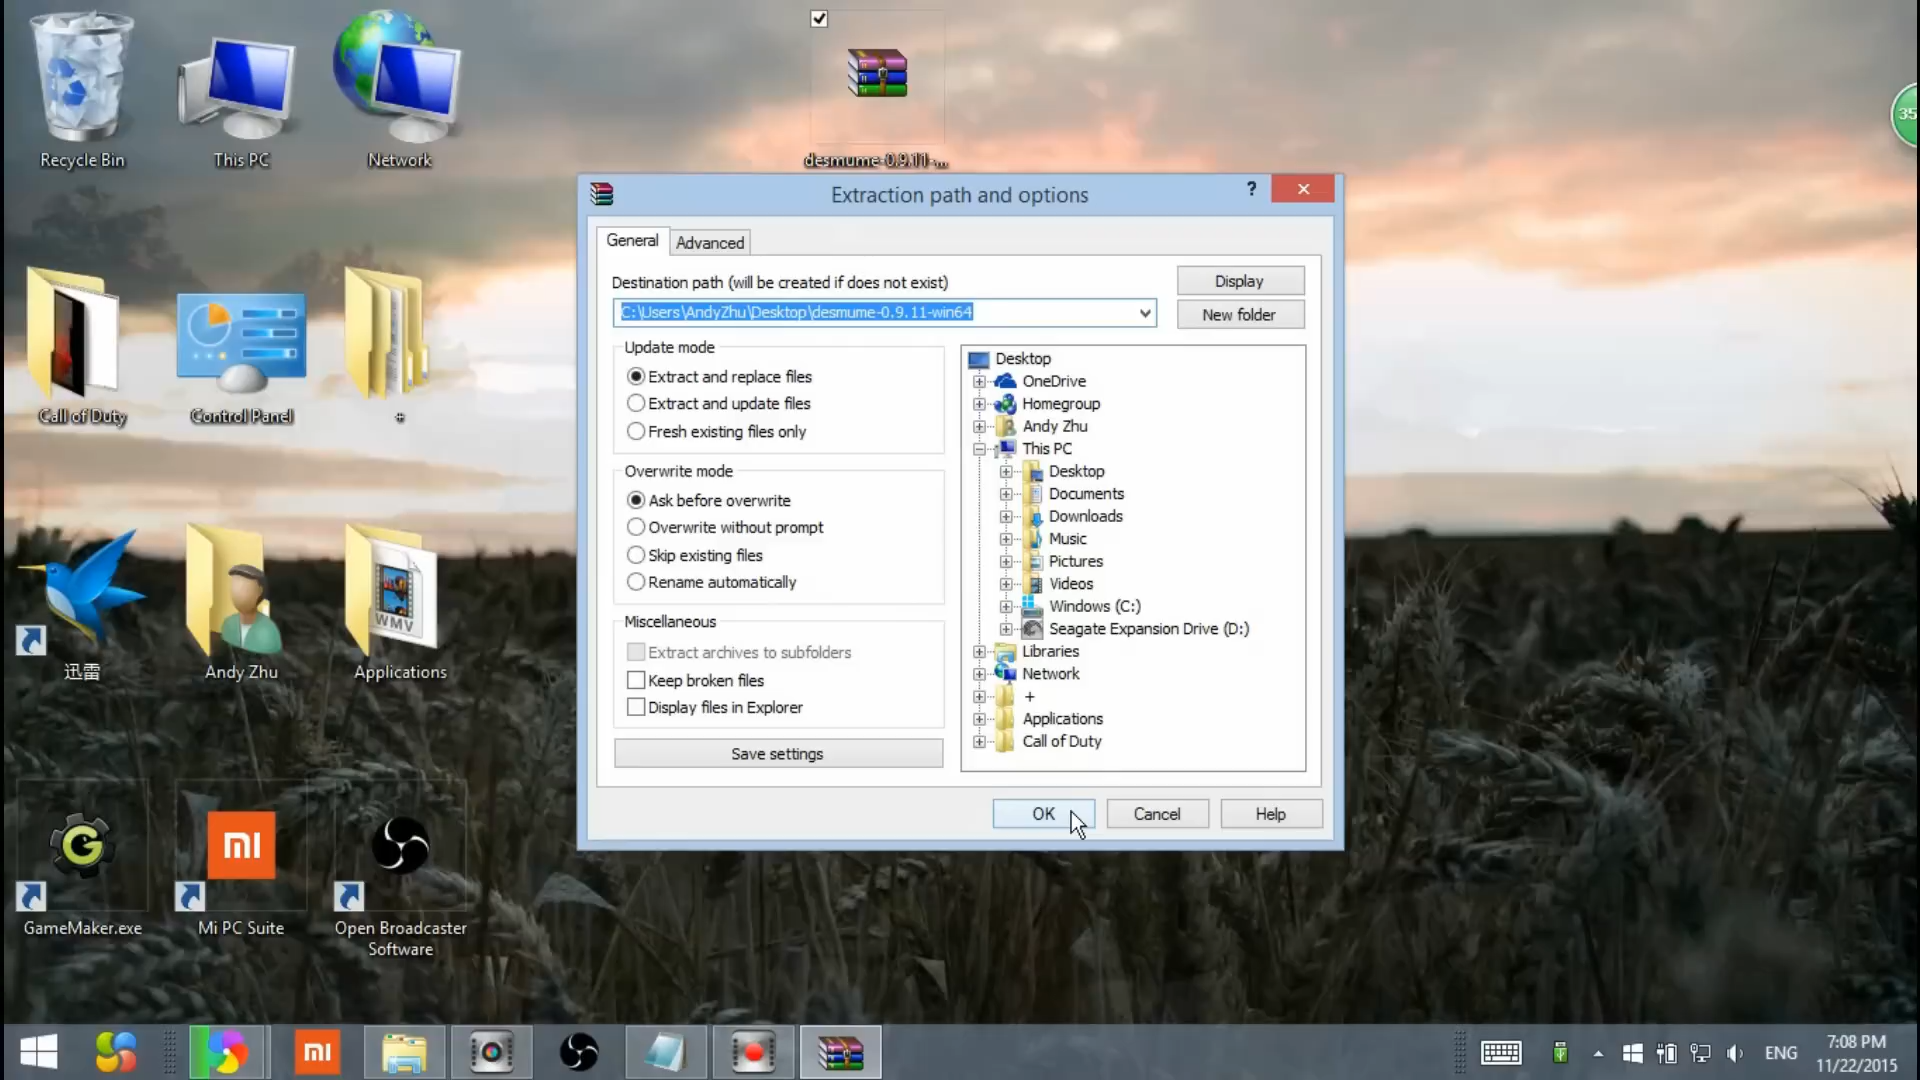 Recycle Bin
This PC
Network
desmume-0.9.11-...
35
Call of Duty
Control Panel
+
迅雷
Andy Zhu
WMV
Applications
GameMaker.exe
mi
Mi PC Suite
Open Broadcaster
Software
Extraction path and options
?
General
Advanced
Destination path (will be created if does not exist)
Display
C:\Users\AndyZhu\Desktop\desmume-0.9.11-win64
New folder
Update mode
Extract and replace files
Extract and update files
Fresh existing files only
Overwrite mode
Ask before overwrite
Overwrite without prompt
Skip existing files
Rename automatically
Miscellaneous
Extract archives to subfolders
Keep broken files
Display files in Explorer
Save settings
Desktop
OneDrive
Homegroup
Andy Zhu
This PC
Desktop
Documents
Downloads
Music
Pictures
Videos
Windows (C:)
Seagate Expansion Drive (D:)
Libraries
Network
+
Applications
Call of Duty
OK
Cancel
Help
mi
ENG
7:08 PM
11/22/2015